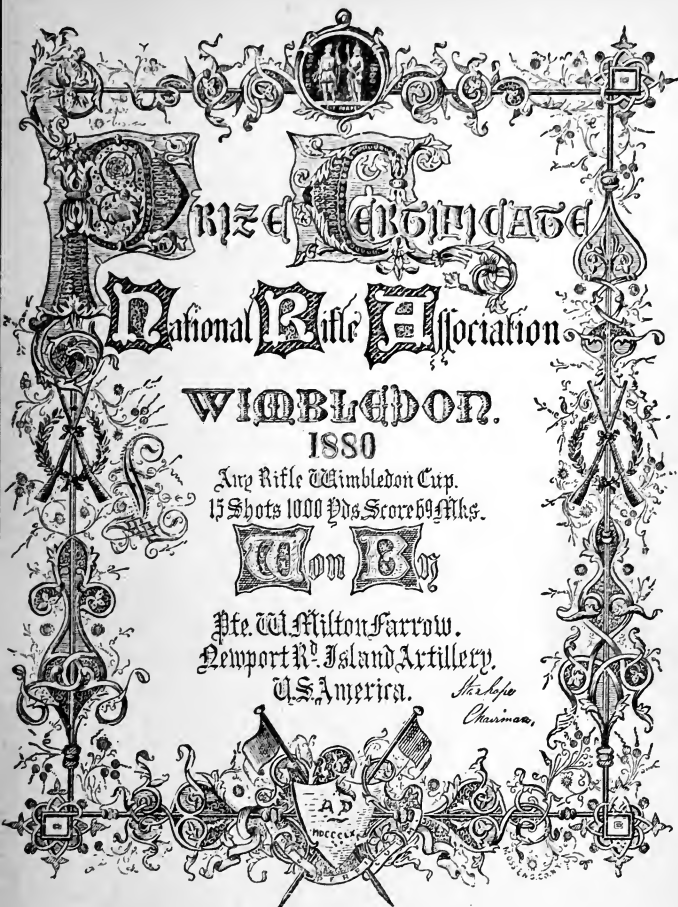 Prize Certificate
National Rifle Association
WIMBLEDON.
1880
Any Rifle Wimbledon Cup.
15 Shots 1000 Yds. Score 69 Mks.
Won By
Pte. W. Milton Farrow.
Newport Rd. Island Artillery.
U.S. America.
Stanhope
Chairman,
AD
MDCCCLX